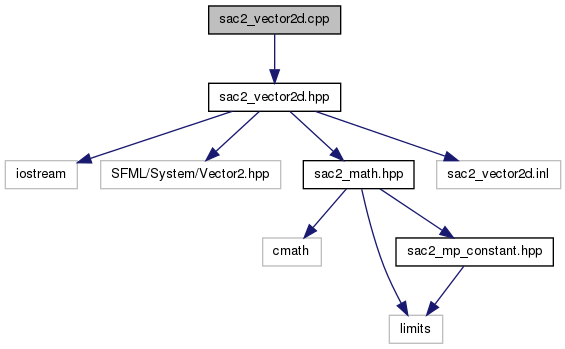 sac2_vector2d.cpp
sac2_vector2d.hpp
iostream
SFML/System/Vector2.hpp
sac2_math.hpp
sac2_vector2d.inl
cmath
sac2_mp_constant.hpp
limits